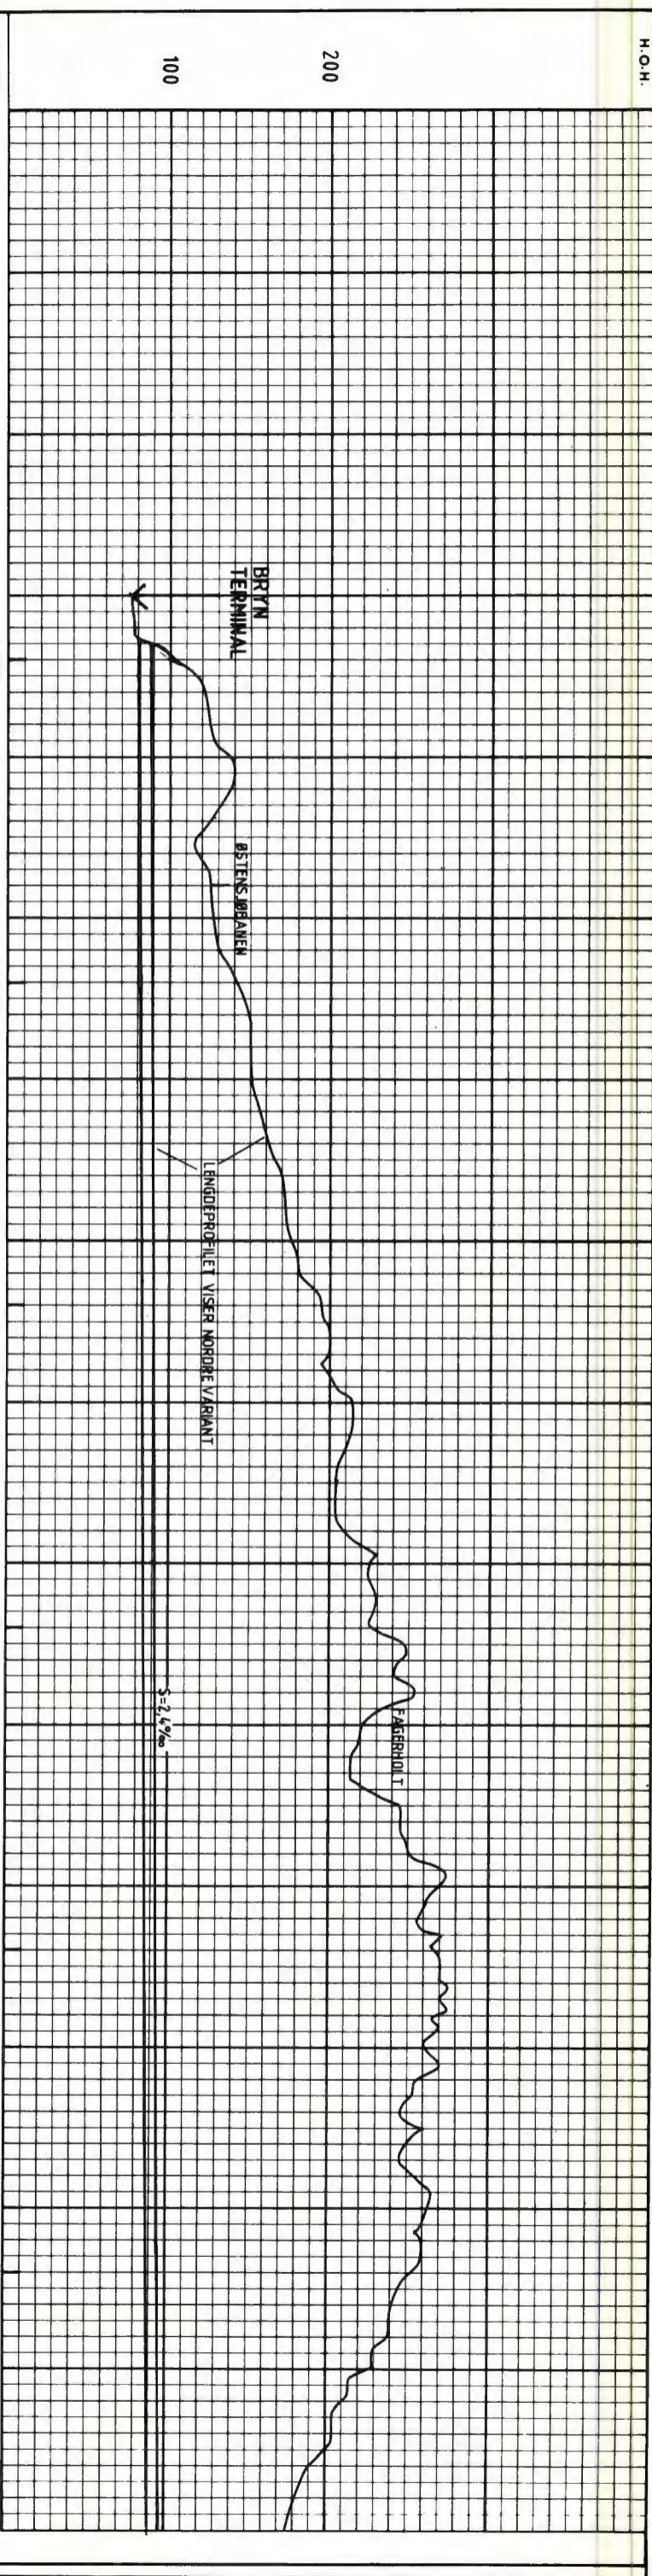 H.O.H.
200
100
BRYN
TERMINAL
ØSTENSJØBANEN
LENGDEPROFILET VISER NORDRE VARIANT
S=2,4‰
FAGERHOLT